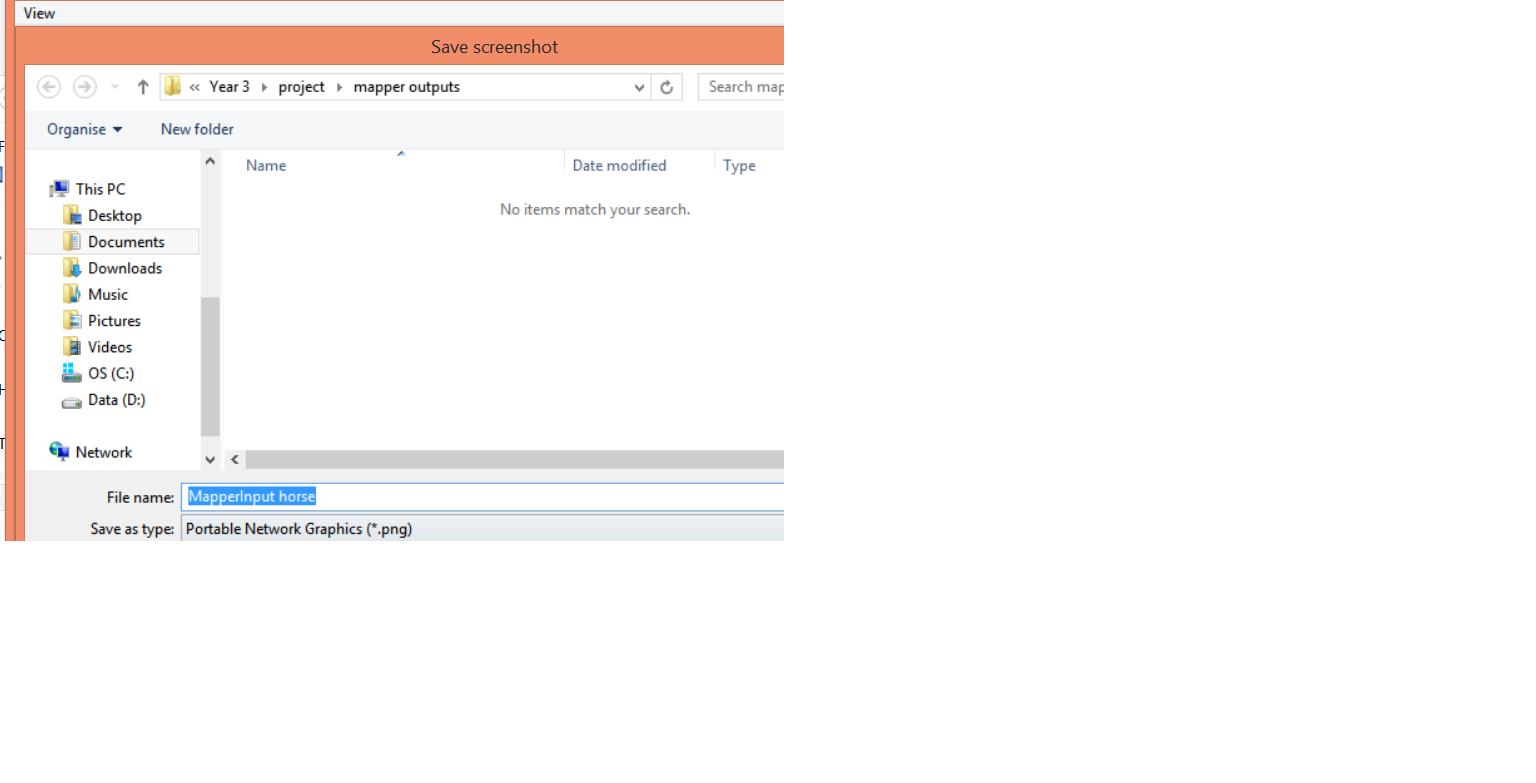 View
Save screenshot
« Year 3 project mapper outputs
Search map
Organise New folder
Name Date modified Type
No items match your search.
This PC
Desktop
Documents
Downloads
Music
Pictures
Videos
OS (C:)
Data (D:)
Network
File name: MapperInput horse
Save as type: Portable Network Graphics (*.png)